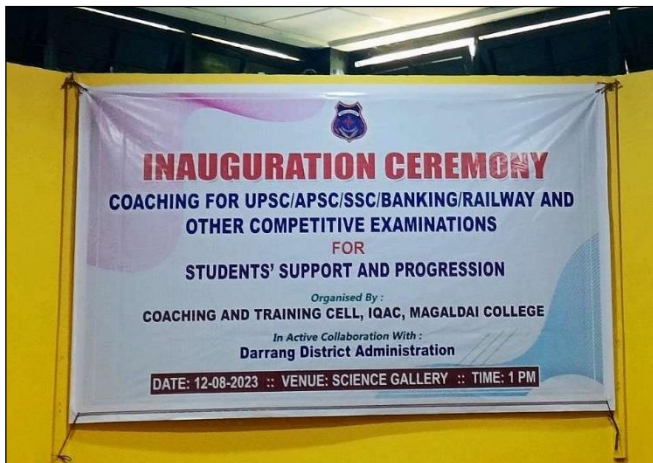 INAUGURATION CEREMONY
COACHING FOR UPSC/APSC/SSC/BANKING/RAILWAY AND
OTHER COMPETITIVE EXAMINATIONS
FOR
STUDENTS' SUPPORT AND PROGRESSION
Organised By :
COACHING AND TRAINING CELL, IQAC, MAGALDAI COLLEGE
In Active Collaboration With :
Darrang District Administration
DATE: 12-08-2023 :: VENUE: SCIENCE GALLERY :: TIME: 1 PM